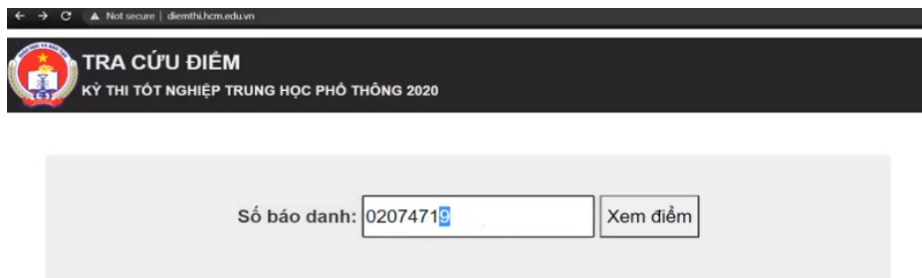 Not secure | diemthi.hcm.edu.vn
TRA CỨU ĐIỂM
KỲ THI TỐT NGHIỆP TRUNG HỌC PHỔ THÔNG 2020
Số báo danh: 02074719 Xem điểm